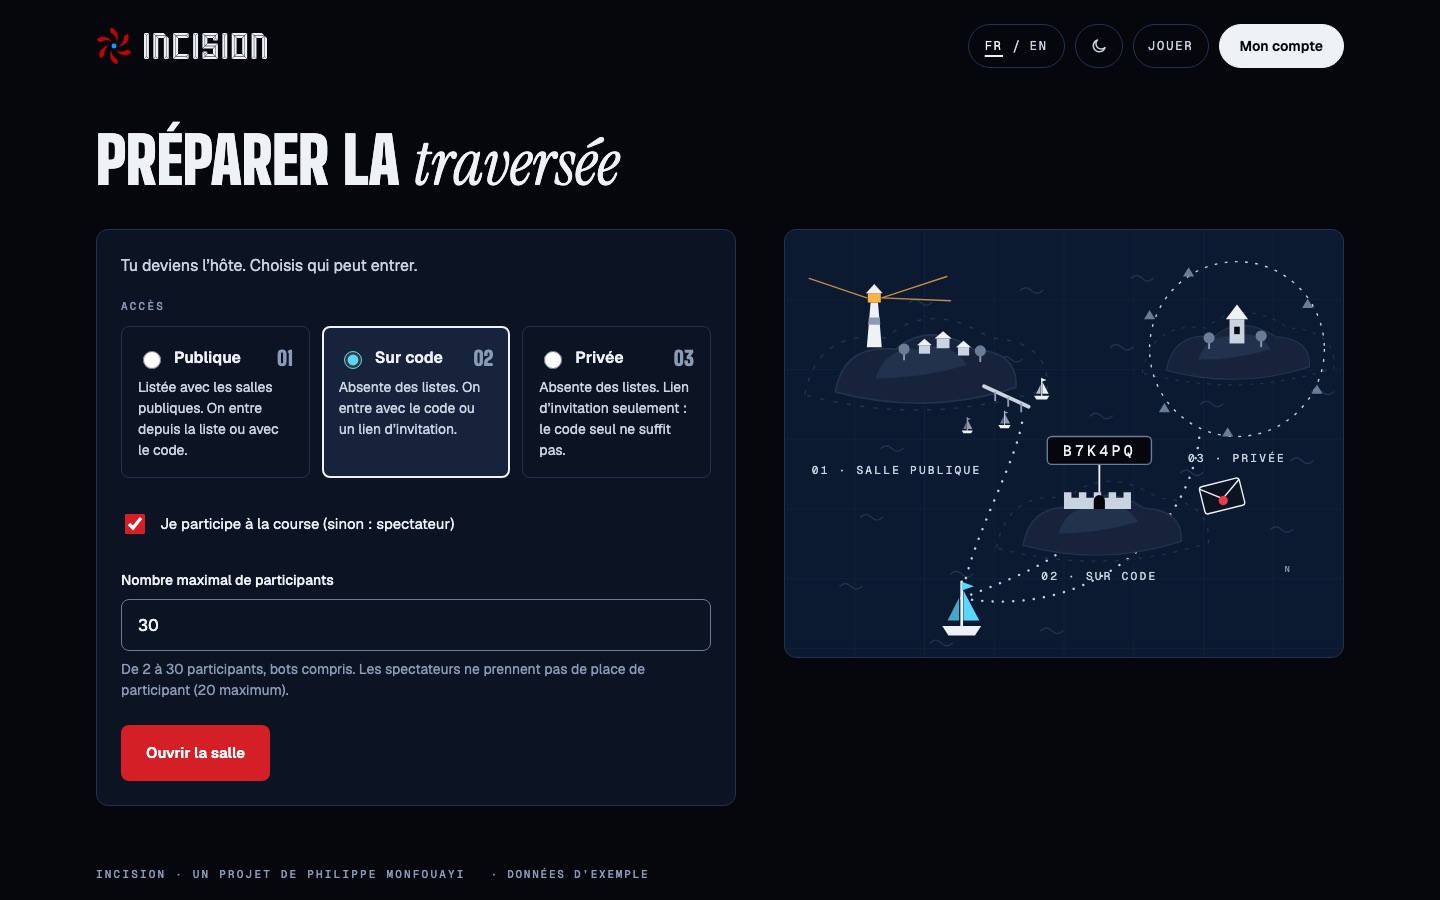 INCISION
FR / EN
JOUER
Mon compte
PRÉPARER LA traversée
Tu deviens l'hôte. Choisis qui peut entrer.
ACCÈS
Publique 01
Listée avec les salles
publiques. On entre
depuis la liste ou avec
le code.
Sur code 02
Absente des listes. On
entre avec le code ou
un lien d'invitation.
Privée 03
Absente des listes. Lien
d'invitation seulement :
le code seul ne suffit
pas.
Je participe à la course (sinon : spectateur)
Nombre maximal de participants
30
De 2 à 30 participants, bots compris. Les spectateurs ne prennent pas de place de
participant (20 maximum).
Ouvrir la salle
B7K4PQ
03 · PRIVÉE
01 · SALLE PUBLIQUE
02 · SUR CODE
N
INCISION · UN PROJET DE PHILIPPE MONFOUAYI · DONNÉES D'EXEMPLE